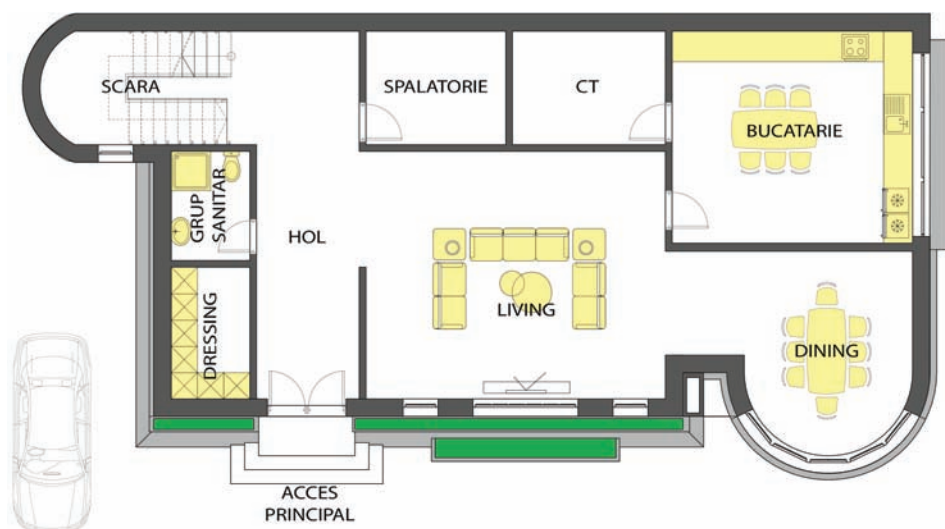 SCARA
SPALATORIE
CT
BUCATARIE
GRUP
SANITAR
HOL
LIVING
DRESSING
DINING
ACCES
PRINCIPAL